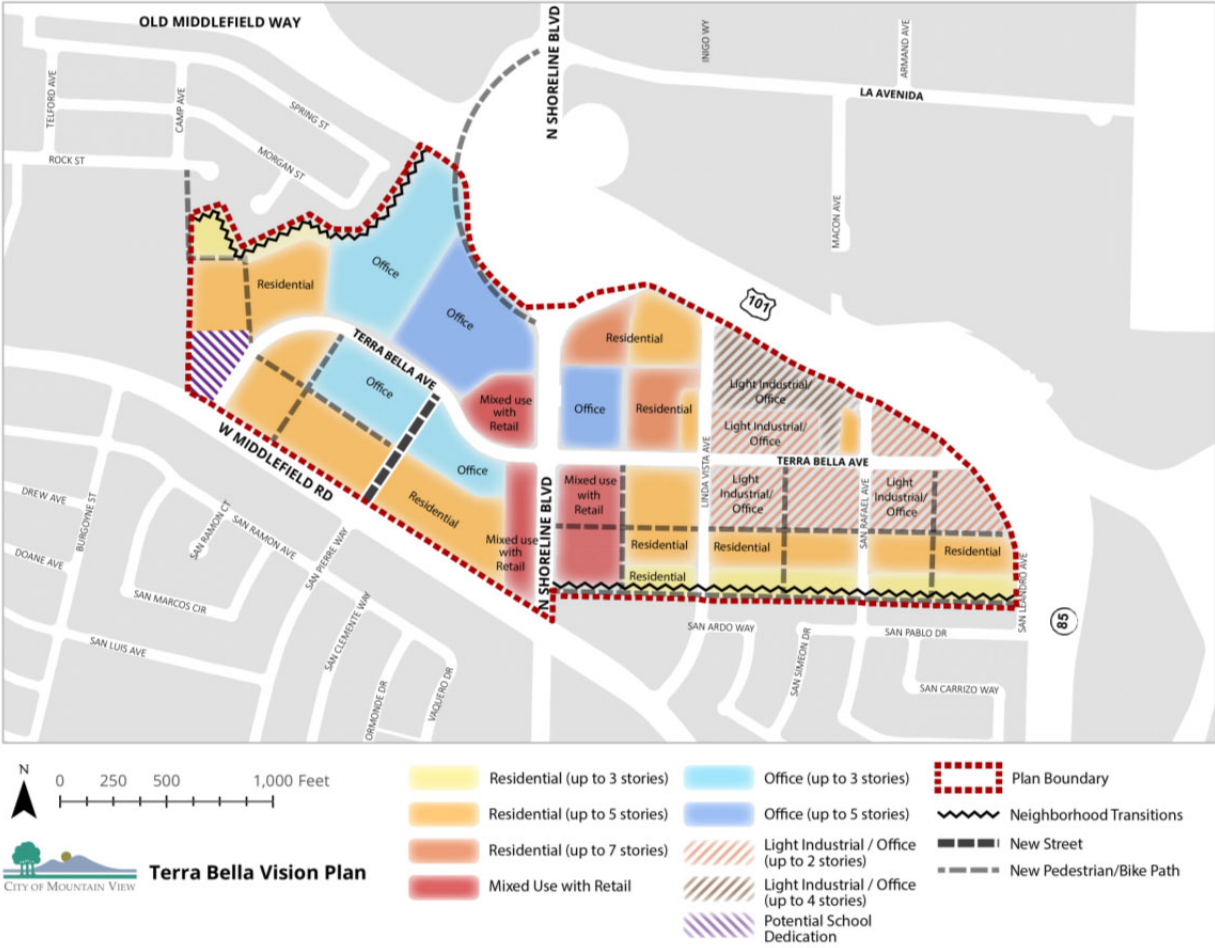 OLD MIDDLEFIELD WAY
N SHORELINE BLVD
INIGO WY
ARMAND AVE
LA AVENIDA
TELFORD AVE
CAMP AVE
SPRING ST
MORGAN ST
ROCK ST
MACON AVE
101
Office
Residential
Office
TERRA BELLA AVE
Residential
Office
Light Industrial/
Office
Mixed use
with
Retail
Office
Residential
Light Industrial/
Office
W MIDDLEFIELD RD
Office
LINDA VISTA AVE
TERRA BELLA AVE
Mixed use
with
Retail
Light
Industrial/
Office
Light
Industrial/
Office
SAN RAFAEL AVE
Residential
N SHORELINE BLVD
Mixed use
with
Retail
Residential
Residential
Residential
Residential
SAN LEANDRO AVE
85
DREW AVE
BURGOYNE ST
SAN RAMON CT
SAN RAMON AVE
SAN PIERRE WAY
DOANE AVE
SAN MARCOS CIR
SAN CLEMENTE WAY
SAN LUIS AVE
ORMONDE DR
VAQUERO DR
SAN ARDO WAY
SAN SIMEON DR
SAN PABLO DR
SAN CARRIZO WAY
N
0 250 500 1,000 Feet
CITY OF MOUNTAIN VIEW
Terra Bella Vision Plan
Residential (up to 3 stories)
Residential (up to 5 stories)
Residential (up to 7 stories)
Mixed Use with Retail
Office (up to 3 stories)
Office (up to 5 stories)
Light Industrial / Office
(up to 2 stories)
Light Industrial / Office
(up to 4 stories)
Potential School
Dedication
Plan Boundary
Neighborhood Transitions
New Street
New Pedestrian/Bike Path